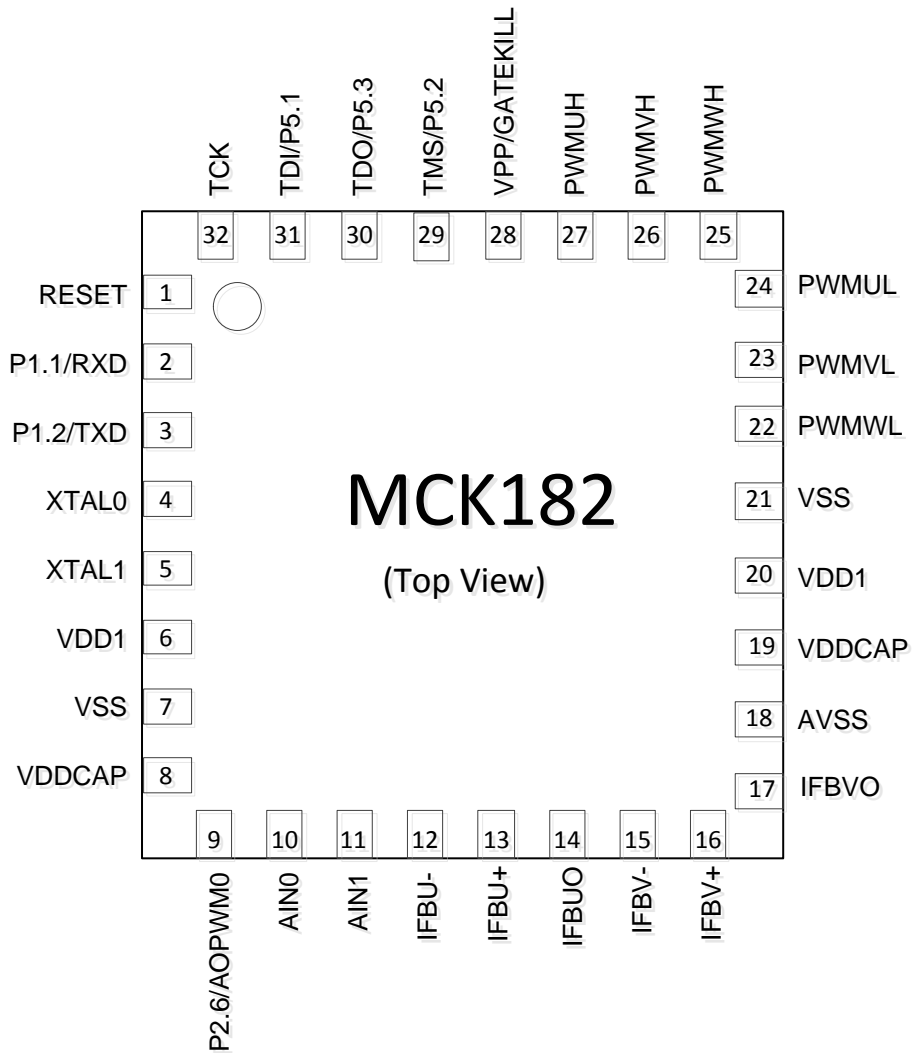 TCK
TDI/P5.1
TDO/P5.3
TMS/P5.2
VPP/GATEKILL
PWMUH
PWMVH
PWMWH
32 31 30 29 28 27 26 25
RESET 1
P1.1/RXD 2
P1.2/TXD 3
XTAL0 4
XTAL1 5
VDD1 6
VSS 7
VDDCAP 8
MCK182
(Top View)
24 PWMUL
23 PWMVL
22 PWMWL
21 VSS
20 VDD1
19 VDDCAP
18 AVSS
17 IFBVO
9 10 11 12 13 14 15 16
P2.6/AOPWM0
AIN0
AIN1
IFBU-
IFBU+
IFBUO
IFBV-
IFBV+